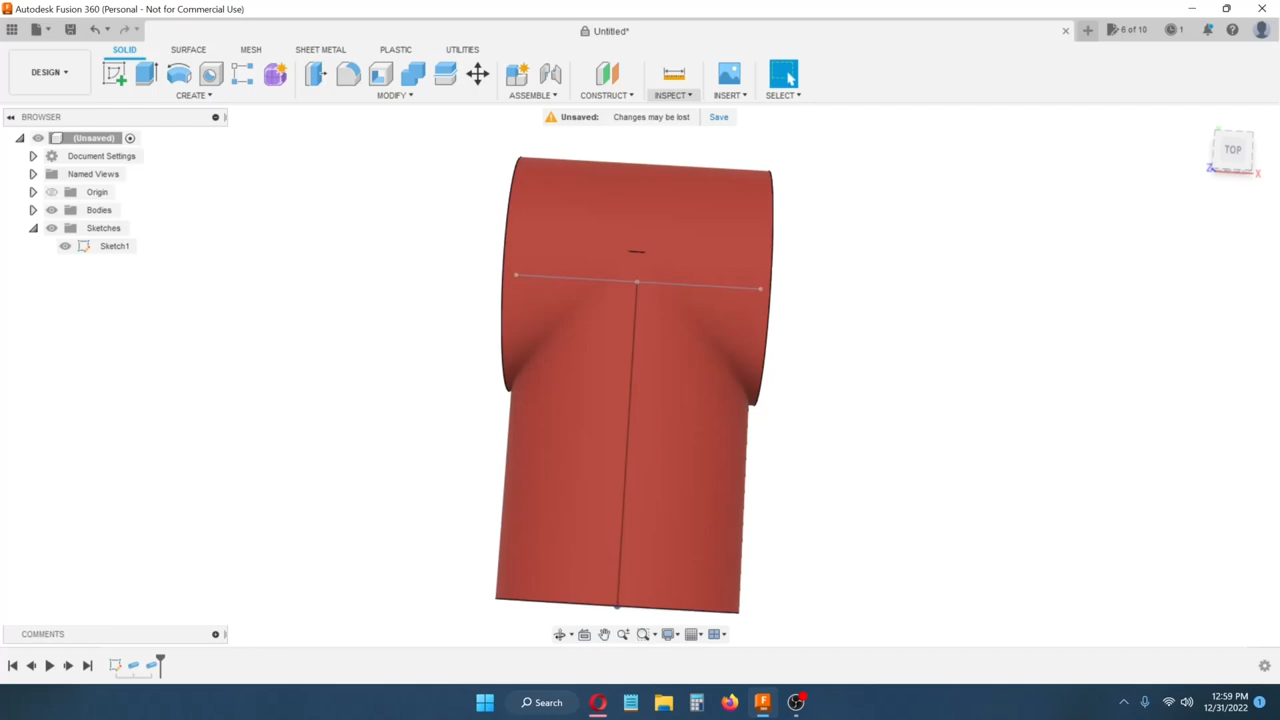 Autodesk Fusion 360 (Personal - Not for Commercial Use)
Untitled*
6 of 10
1
SOLID SURFACE MESH SHEET METAL PLASTIC UTILITIES
DESIGN
CREATE MODIFY ASSEMBLE CONSTRUCT INSPECT INSERT SELECT
BROWSER
Unsaved: Changes may be lost Save
(Unsaved)
Document Settings
Named Views
Origin
Bodies
Sketches
Sketch1
TOP
Z
X
COMMENTS
Search
12:59 PM
12/31/2022
1